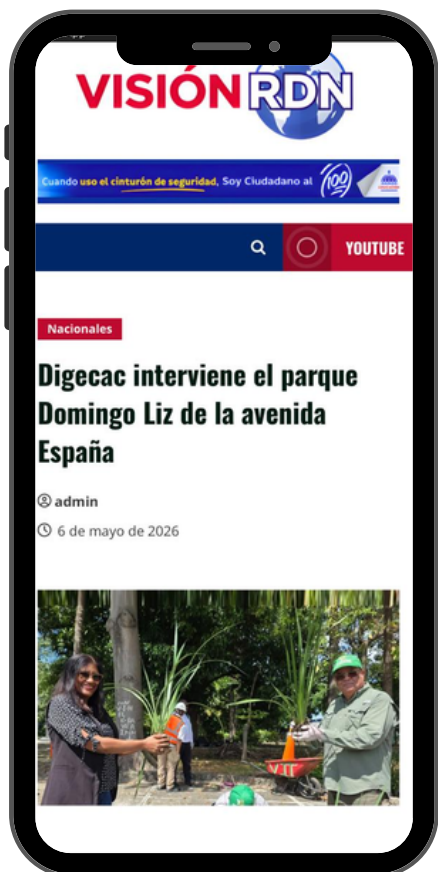 VISIÓN RDN
Cuando uso el cinturón de seguridad, Soy Ciudadano al 100
YOUTUBE
Nacionales
Digecac interviene el parque
Domingo Liz de la avenida
España
admin
6 de mayo de 2026